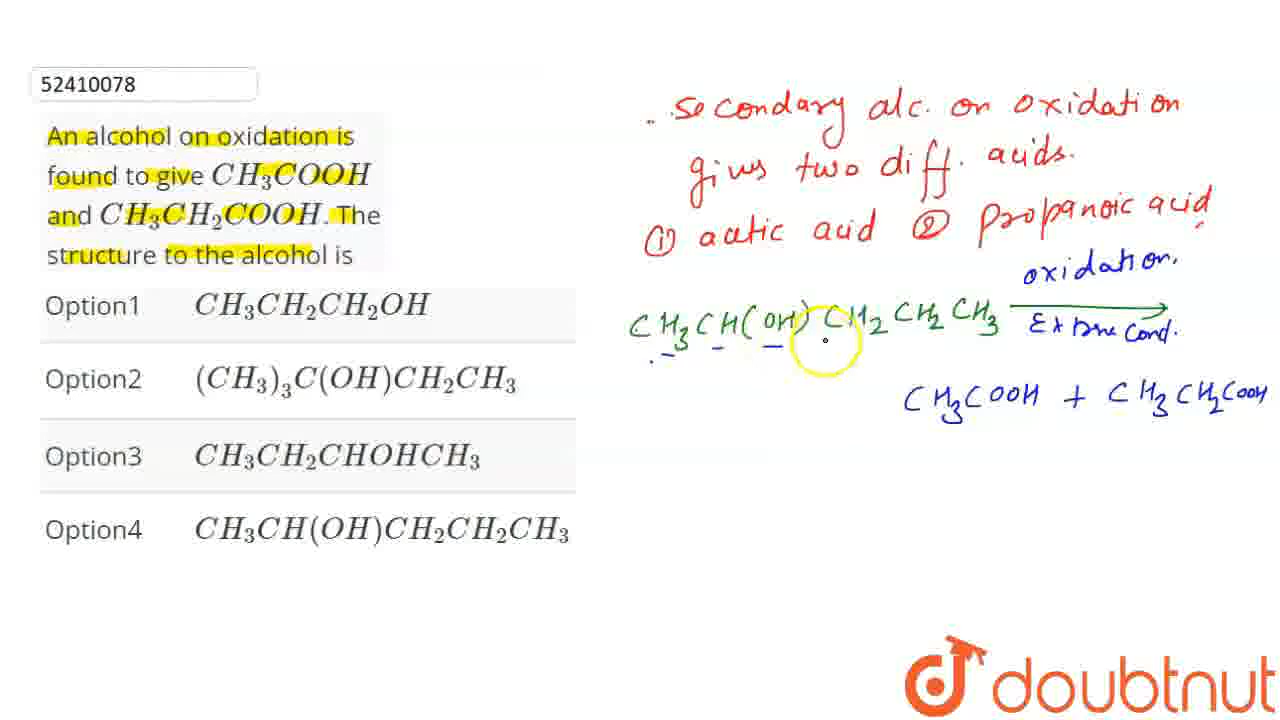 52410078
An alcohol on oxidation is
found to give CH₃COOH
and CH₃CH₂COOH. The
structure to the alcohol is
Option1 CH₃CH₂CH₂OH
Option2 (CH₃)₃C(OH)CH₂CH₃
Option3 CH₃CH₂CHOHCH₃
Option4 CH₃CH(OH)CH₂CH₂CH₃
secondary alc. on oxidation
gives two diff. acids.
① acetic acid ② propanoic acid
oxidation.
CH₃CH(OH)CH₂CH₂CH₃
Extreme cond.
CH₃COOH + CH₃CH₂COOH
doubtnut